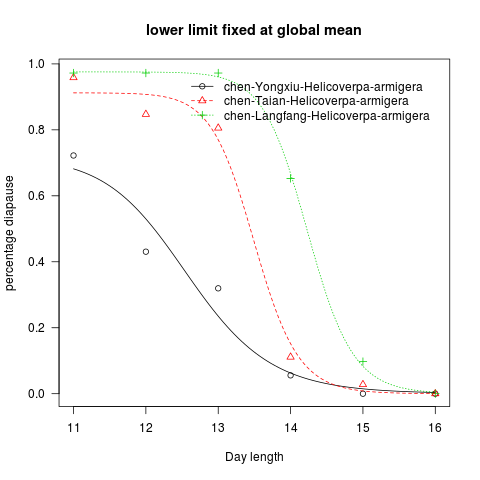 lower limit fixed at global mean
chen-Yongxiu-Helicoverpa-armigera
chen-Taian-Helicoverpa-armigera
chen-Langfang-Helicoverpa-armigera
percentage diapause
1.0
0.8
0.6
0.4
0.2
0.0
11 12 13 14 15 16
Day length